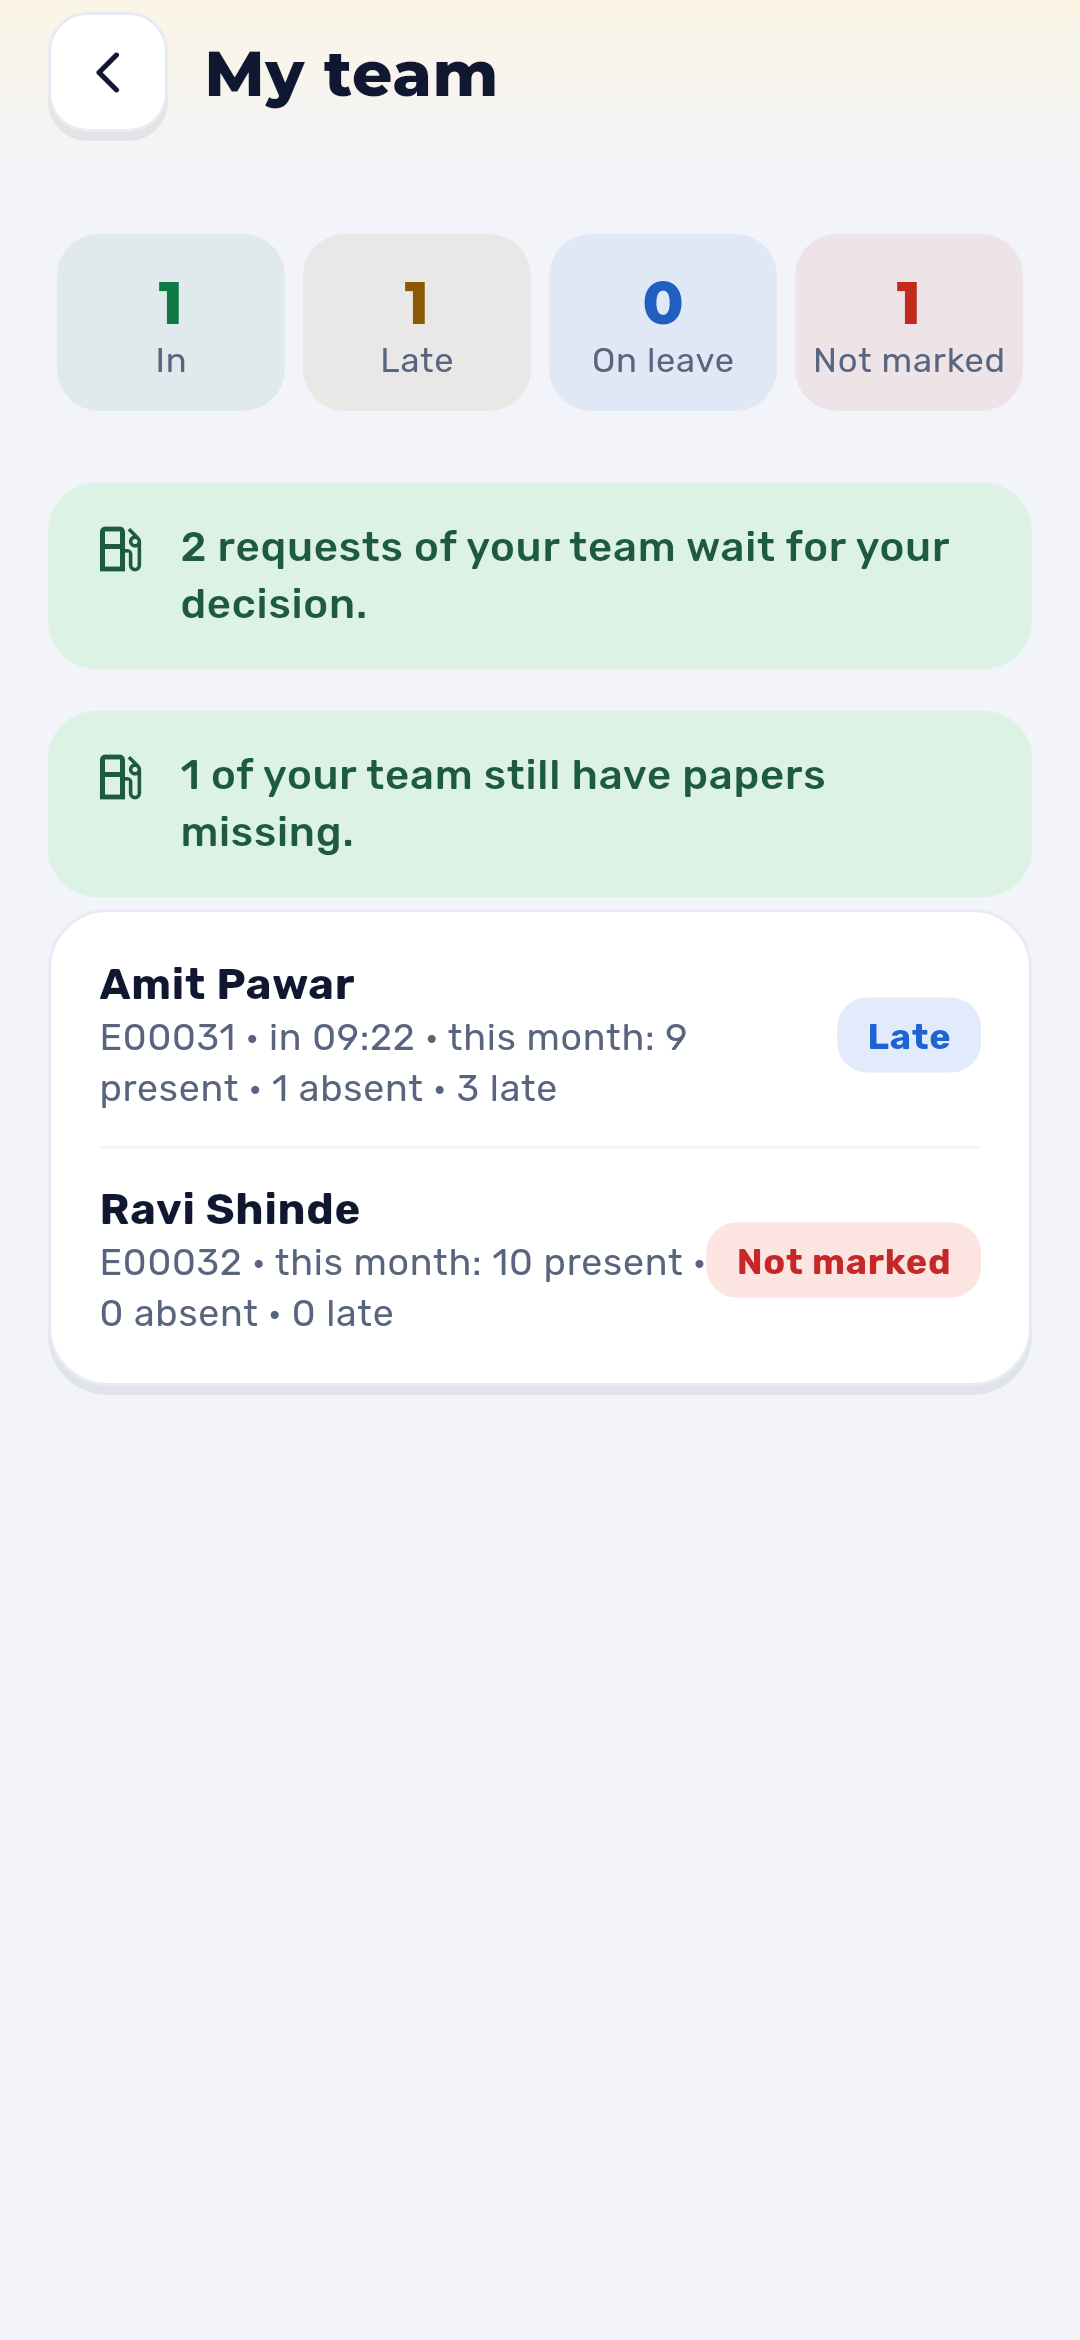 My team
1
In
1
Late
0
On leave
1
Not marked
2 requests of your team wait for your
decision.
1 of your team still have papers
missing.
Amit Pawar
E00031 • in 09:22 • this month: 9
present • 1 absent • 3 late
Late
Ravi Shinde
E00032 • this month: 10 present •
0 absent • 0 late
Not marked